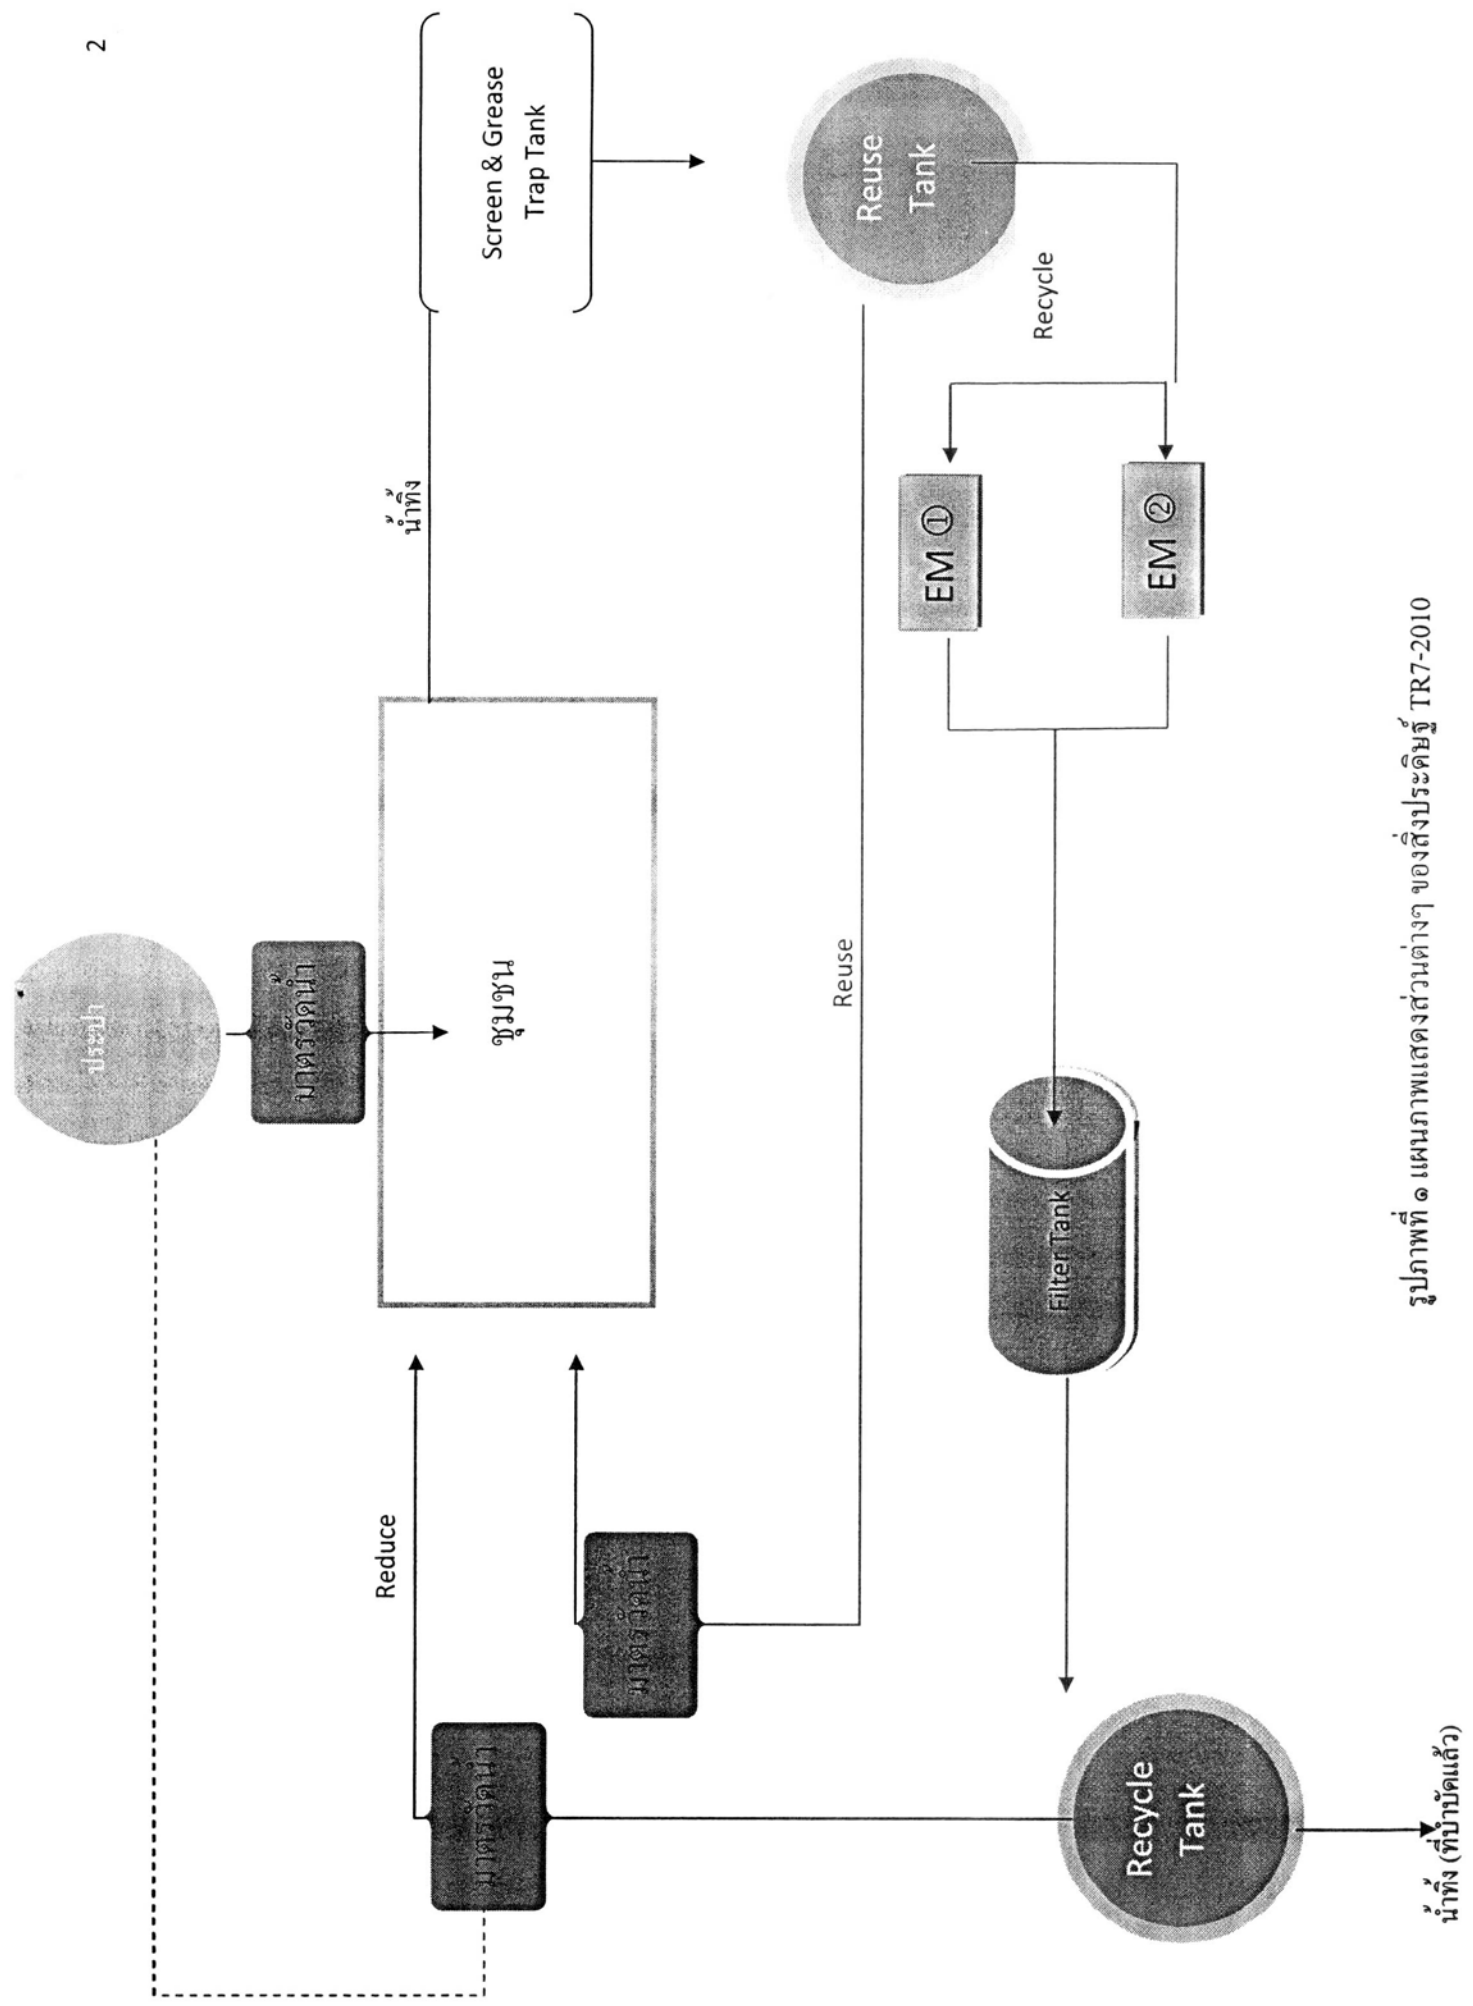 2
ประปา
มาตรวัดน้ำ
ชุมชน
น้ำทิ้ง
Screen & Grease
Trap Tank
Reduce
มาตรวัดน้ำ
มาตรวัดน้ำ
Reuse
Reuse
Tank
Recycle
EM ①
EM ②
Filter Tank
Recycle
Tank
น้ำทิ้ง (ที่บำบัดแล้ว)
รูปภาพที่ ๑ แผนภาพแสดงส่วนต่างๆ ของสิ่งประดิษฐ์ TR7-2010